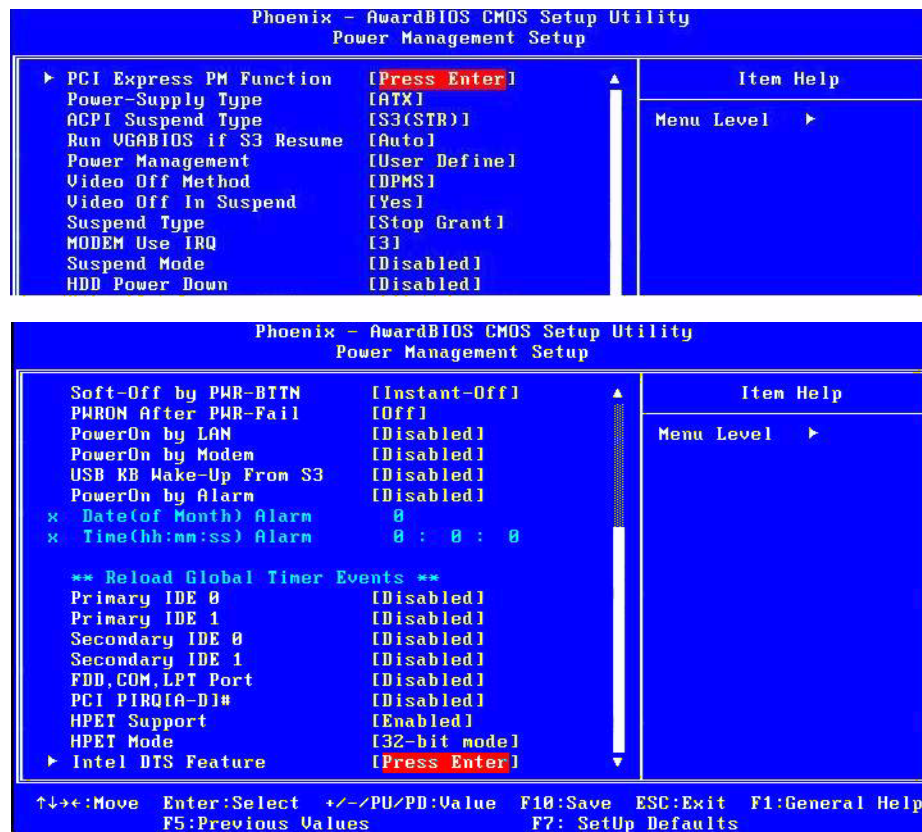 Phoenix - AwardBIOS CMOS Setup Utility
Power Management Setup
PCI Express PM Function [Press Enter] Item Help
Power-Supply Type [ATX]
ACPI Suspend Type [S3(STR)] Menu Level
Run VGABIOS if S3 Resume [Auto]
Power Management [User Define]
Video Off Method [DPMS]
Video Off In Suspend [Yes]
Suspend Type [Stop Grant]
MODEM Use IRQ [3]
Suspend Mode [Disabled]
HDD Power Down [Disabled]
Phoenix - AwardBIOS CMOS Setup Utility
Power Management Setup
Soft-Off by PWR-BTTN [Instant-Off] Item Help
PWRON After PWR-Fail [Off]
PowerOn by LAN [Disabled] Menu Level
PowerOn by Modem [Disabled]
USB KB Wake-Up From S3 [Disabled]
PowerOn by Alarm [Disabled]
x Date(of Month) Alarm 0
x Time(hh:mm:ss) Alarm 0 : 0 : 0
** Reload Global Timer Events **
Primary IDE 0 [Disabled]
Primary IDE 1 [Disabled]
Secondary IDE 0 [Disabled]
Secondary IDE 1 [Disabled]
FDD,COM,LPT Port [Disabled]
PCI PIRQ[A-D]# [Disabled]
HPET Support [Enabled]
HPET Mode [32-bit mode]
Intel DTS Feature [Press Enter]
↑↓→←:Move Enter:Select +/-/PU/PD:Value F10:Save ESC:Exit F1:General Help
F5:Previous Values F7: SetUp Defaults